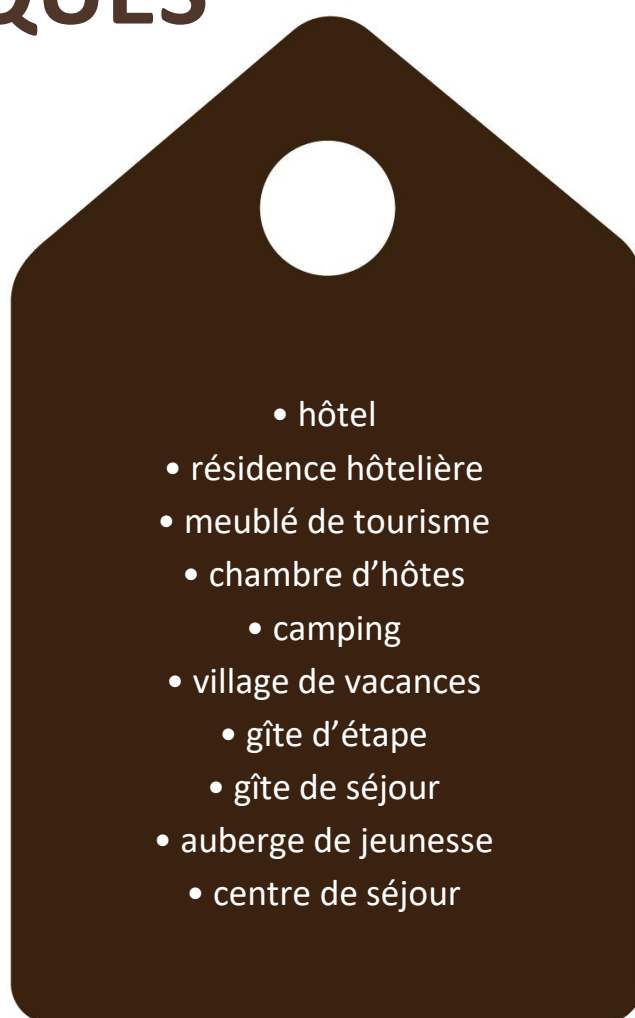 QUES
• hôtel
• résidence hôtelière
• meublé de tourisme
• chambre d’hôtes
• camping
• village de vacances
• gîte d’étape
• gîte de séjour
• auberge de jeunesse
• centre de séjour